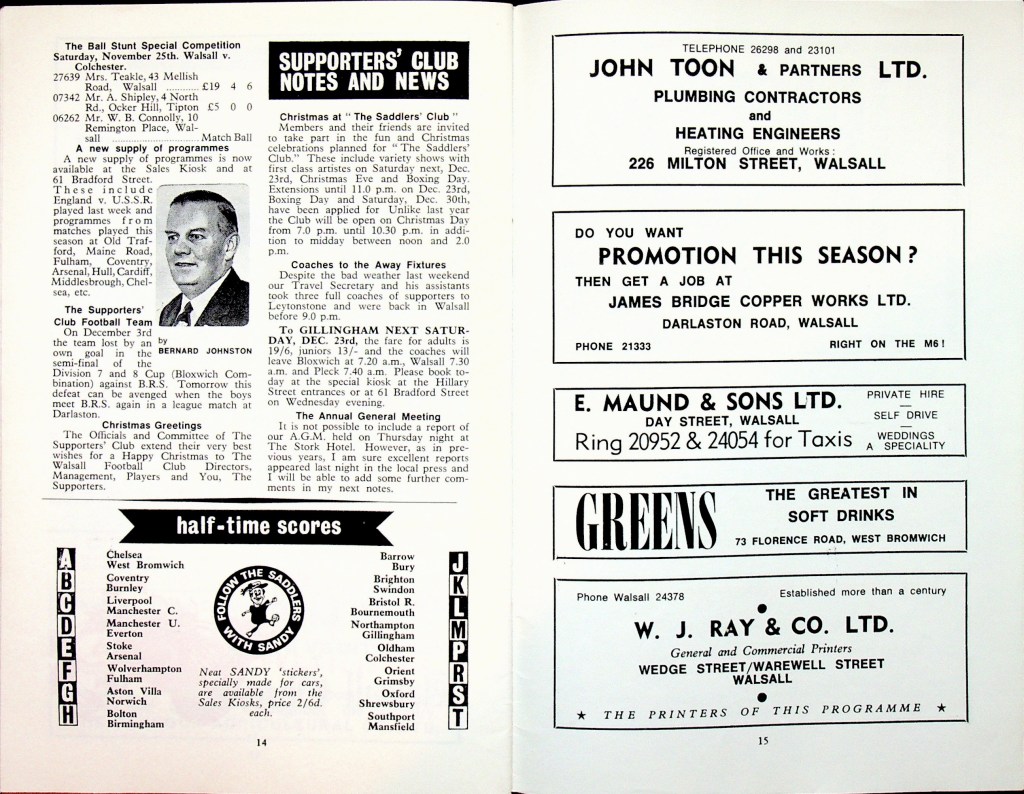 The Ball Stunt Special Competition
Saturday, November 25th. Walsall v.
Colchester.
27639 Mrs. Teakle, 43 Mellish
Road, Walsall ............ £19 4 6
07342 Mr. A. Shipley, 4 North
Rd., Ocker Hill, Tipton £5 0 0
06262 Mr. W. B. Connolly, 10
Remington Place, Wal-
sall ................................ Match Ball
A new supply of programmes
A new supply of programmes is now
available at the Sales Kiosk and at
61 Bradford Street.
These include
England v. U.S.S.R.
played last week and
programmes from
matches played this
season at Old Traf-
ford, Maine Road,
Fulham, Coventry,
Arsenal, Hull, Cardiff,
Middlesbrough, Chel-
sea, etc.
The Supporters'
Club Football Team
On December 3rd
the team lost by an
own goal in the
semi-final of the
Division 7 and 8 Cup (Bloxwich Com-
bination) against B.R.S. Tomorrow this
defeat can be avenged when the boys
meet B.R.S. again in a league match at
Darlaston.
by
BERNARD JOHNSTON
Christmas Greetings
The Officials and Committee of The
Supporters' Club extend their very best
wishes for a Happy Christmas to The
Walsall Football Club Directors,
Management, Players and You, The
Supporters.
SUPPORTERS' CLUB
NOTES AND NEWS
Christmas at "The Saddlers' Club"
Members and their friends are invited
to take part in the fun and Christmas
celebrations planned for "The Saddlers'
Club." These include variety shows with
first class artistes on Saturday next, Dec.
23rd, Christmas Eve and Boxing Day.
Extensions until 11.0 p.m. on Dec. 23rd,
Boxing Day and Saturday, Dec. 30th,
have been applied for Unlike last year
the Club will be open on Christmas Day
from 7.0 p.m. until 10.30 p.m. in addi-
tion to midday between noon and 2.0
p.m.
Coaches to the Away Fixtures
Despite the bad weather last weekend
our Travel Secretary and his assistants
took three full coaches of supporters to
Leytonstone and were back in Walsall
before 9.0 p.m.
To GILLINGHAM NEXT SATUR-
DAY, DEC. 23rd, the fare for adults is
19/6, juniors 13/- and the coaches will
leave Bloxwich at 7.20 a.m., Walsall 7.30
a.m. and Pleck 7.40 a.m. Please book to-
day at the special kiosk at the Hillary
Street entrances or at 61 Bradford Street
on Wednesday evening.
The Annual General Meeting
It is not possible to include a report of
our A.G.M. held on Thursday night at
The Stork Hotel. However, as in pre-
vious years, I am sure excellent reports
appeared last night in the local press and
I will be able to add some further com-
ments in my next notes.
half-time scores
A Chelsea
West Bromwich
B Coventry
Burnley
C Liverpool
Manchester C.
D Manchester U.
Everton
E Stoke
Arsenal
F Wolverhampton
Fulham
G Aston Villa
Norwich
H Bolton
Birmingham
FOLLOW THE SADDLERS
WITH SANDY
Neat SANDY 'stickers',
specially made for cars,
are available from the
Sales Kiosks, price 2/6d.
each.
J Barrow
Bury
K Brighton
Swindon
L Bristol R.
Bournemouth
M Northampton
Gillingham
P Oldham
Colchester
R Orient
Grimsby
S Oxford
Shrewsbury
T Southport
Mansfield
14
TELEPHONE 26298 and 23101
JOHN TOON & PARTNERS LTD.
PLUMBING CONTRACTORS
and
HEATING ENGINEERS
Registered Office and Works:
226 MILTON STREET, WALSALL
DO YOU WANT
PROMOTION THIS SEASON?
THEN GET A JOB AT
JAMES BRIDGE COPPER WORKS LTD.
DARLASTON ROAD, WALSALL
PHONE 21333 RIGHT ON THE M6!
E. MAUND & SONS LTD.
DAY STREET, WALSALL
Ring 20952 & 24054 for Taxis
PRIVATE HIRE
—
SELF DRIVE
—
WEDDINGS
A SPECIALITY
GREENS
THE GREATEST IN
SOFT DRINKS
73 FLORENCE ROAD, WEST BROMWICH
Phone Walsall 24378 Established more than a century
W. J. RAY & CO. LTD.
General and Commercial Printers
WEDGE STREET/WAREWELL STREET
WALSALL
★ THE PRINTERS OF THIS PROGRAMME ★
15